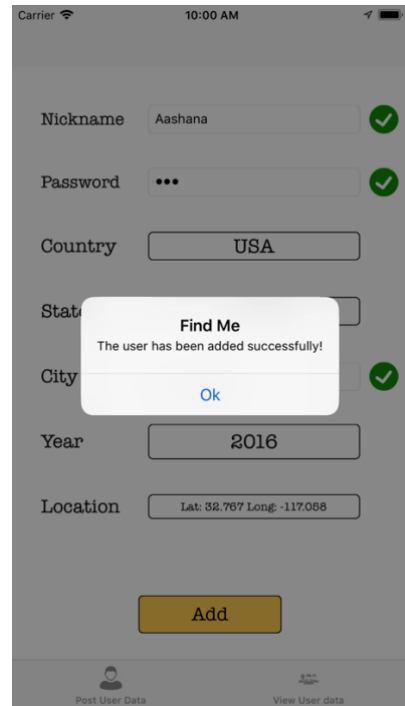 Carrier 10:00 AM
Nickname Aashana
Password •••
Country USA
Find Me
The user has been added successfully!
City
Ok
Year 2016
Location Lat: 32.767 Long: -117.058
Add
Post User Data View User data